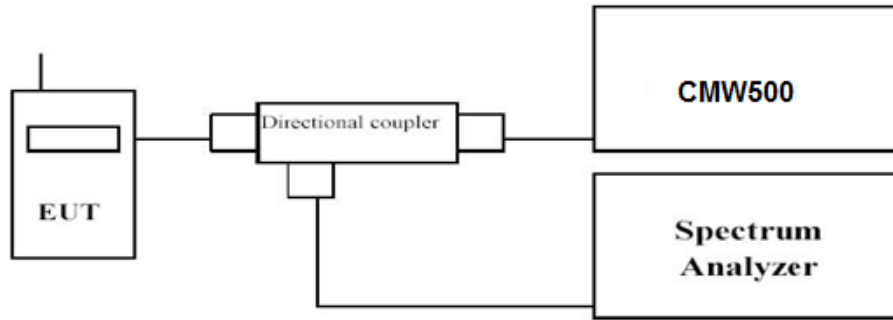 EUT
Directional coupler
CMW500
Spectrum
Analyzer